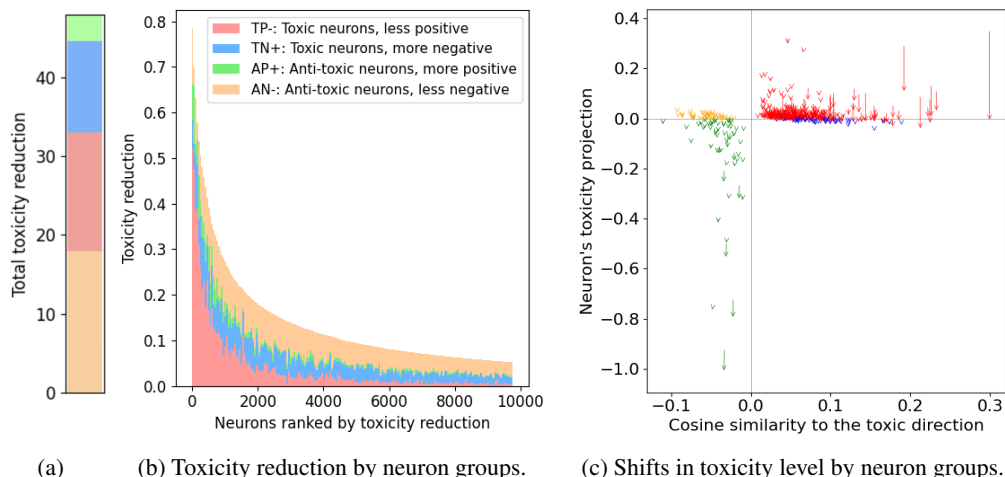 Total toxicity reduction
40
30
20
10
0
(a)
Toxicity reduction
0.8
0.7
0.6
0.5
0.4
0.3
0.2
0.1
0.0
TP-: Toxic neurons, less positive
TN+: Toxic neurons, more negative
AP+: Anti-toxic neurons, more positive
AN-: Anti-toxic neurons, less negative
0 2000 4000 6000 8000 10000
Neurons ranked by toxicity reduction
(b) Toxicity reduction by neuron groups.
Neuron's toxicity projection
0.4
0.2
0.0
−0.2
−0.4
−0.6
−0.8
−1.0
−0.1 0.0 0.1 0.2 0.3
Cosine similarity to the toxic direction
(c) Shifts in toxicity level by neuron groups.